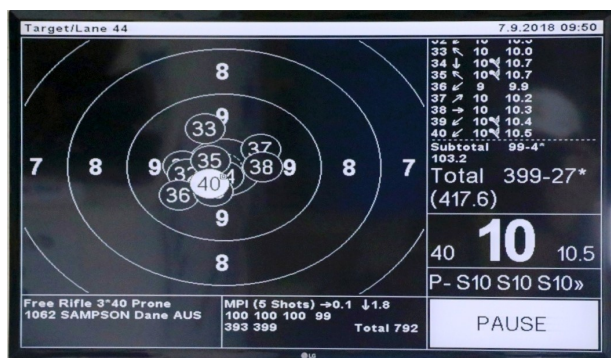 Target/Lane 44
7.9.2018 09:50
8
9
33
37
7 8 9 35 38 9 8 7
40
36
9
8
33 ↖ 10 10.0
34 ↓ 10 10.7
35 ↖ 10 10.7
36 ↙ 9 9.9
37 ↗ 10 10.2
38 → 10 10.3
39 ↙ 10 10.4
40 ↙ 10 10.5
Subtotal 99-4*
103.2
Total 399-27*
(417.6)
40 10 10.5
P- S10 S10 S10»
Free Rifle 3*40 Prone
1062 SAMPSON Dane AUS
MPI (5 Shots) →0.1 ↓1.8
100 100 100 99
393 399 Total 792
PAUSE
LG